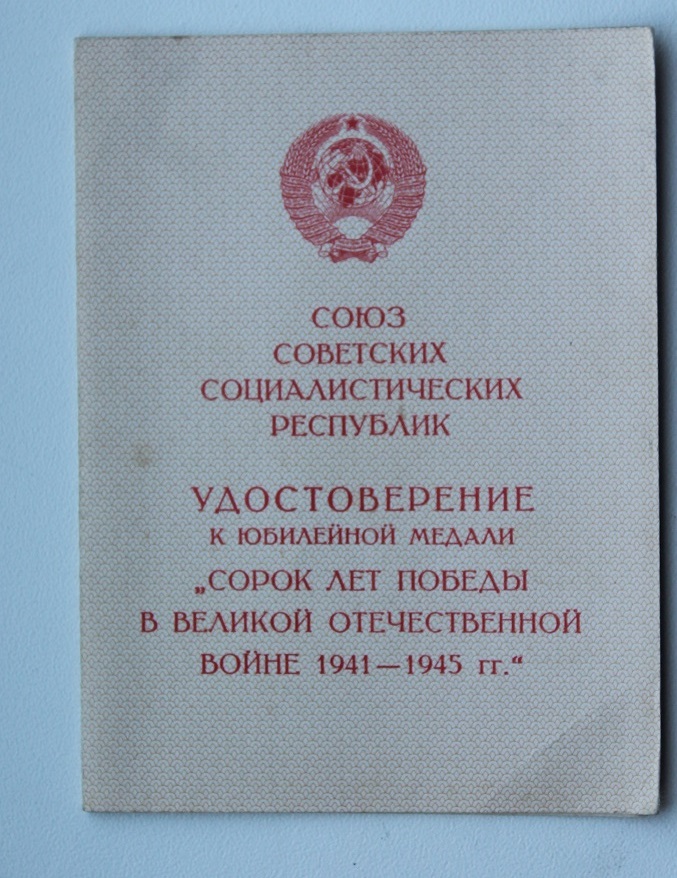 СОЮЗ
СОВЕТСКИХ
СОЦИАЛИСТИЧЕСКИХ
РЕСПУБЛИК
УДОСТОВЕРЕНИЕ
К ЮБИЛЕЙНОЙ МЕДАЛИ
„СОРОК ЛЕТ ПОБЕДЫ
В ВЕЛИКОЙ ОТЕЧЕСТВЕННОЙ
ВОЙНЕ 1941—1945 гг.“